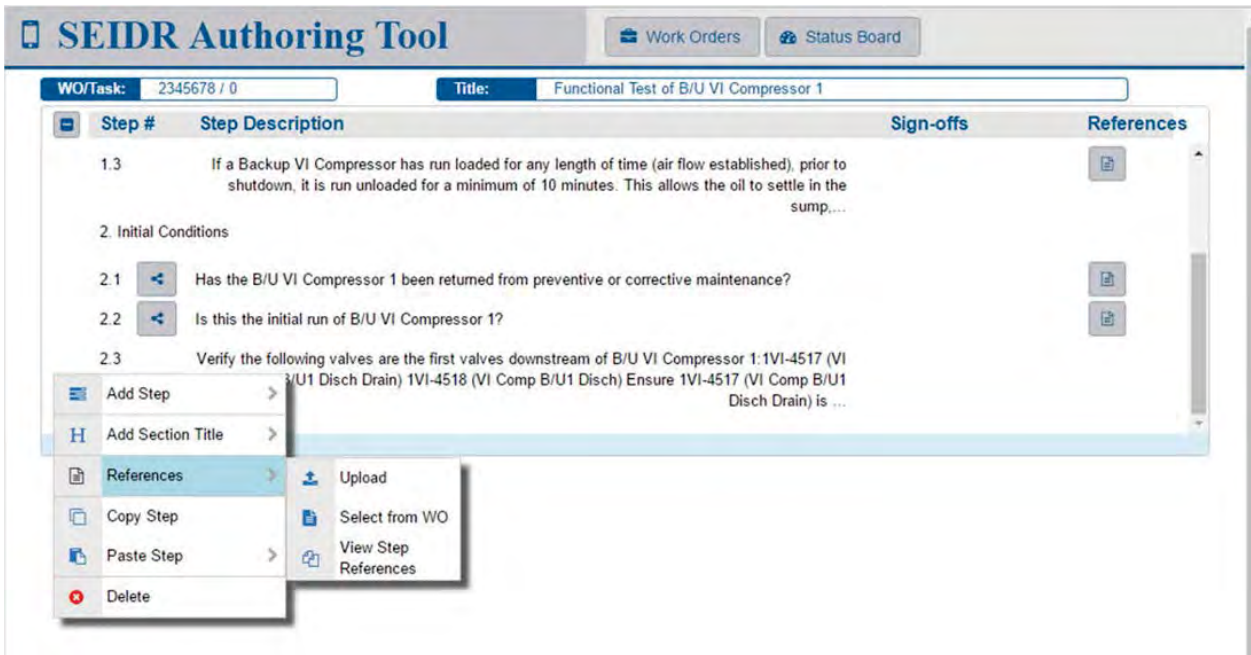 SEIDR Authoring Tool
Work Orders
Status Board
WO/Task:
2345678 / 0
Title:
Functional Test of B/U VI Compressor 1
Step #
Step Description
Sign-offs
References
1.3
If a Backup VI Compressor has run loaded for any length of time (air flow established), prior to
shutdown, it is run unloaded for a minimum of 10 minutes. This allows the oil to settle in the
sump,...
2. Initial Conditions
2.1
Has the B/U VI Compressor 1 been returned from preventive or corrective maintenance?
2.2
Is this the initial run of B/U VI Compressor 1?
2.3
Verify the following valves are the first valves downstream of B/U VI Compressor 1:1VI-4517 (VI
B/U1 Disch Drain) 1VI-4518 (VI Comp B/U1 Disch) Ensure 1VI-4517 (VI Comp B/U1
Disch Drain) is ...
Add Step
H
Add Section Title
References
Copy Step
Paste Step
Delete
Upload
Select from WO
View Step
References